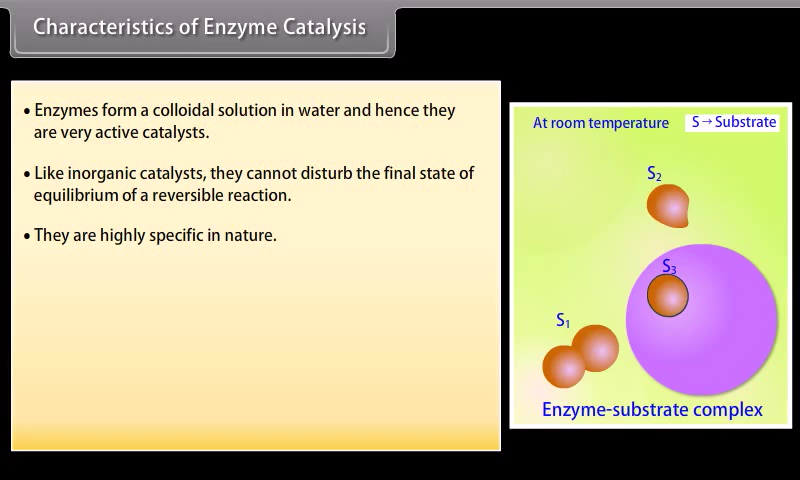 Characteristics of Enzyme Catalysis
• Enzymes form a colloidal solution in water and hence they
are very active catalysts.
• Like inorganic catalysts, they cannot disturb the final state of
equilibrium of a reversible reaction.
• They are highly specific in nature.
At room temperature
S→Substrate
S₂
S₃
S₁
Enzyme-substrate complex